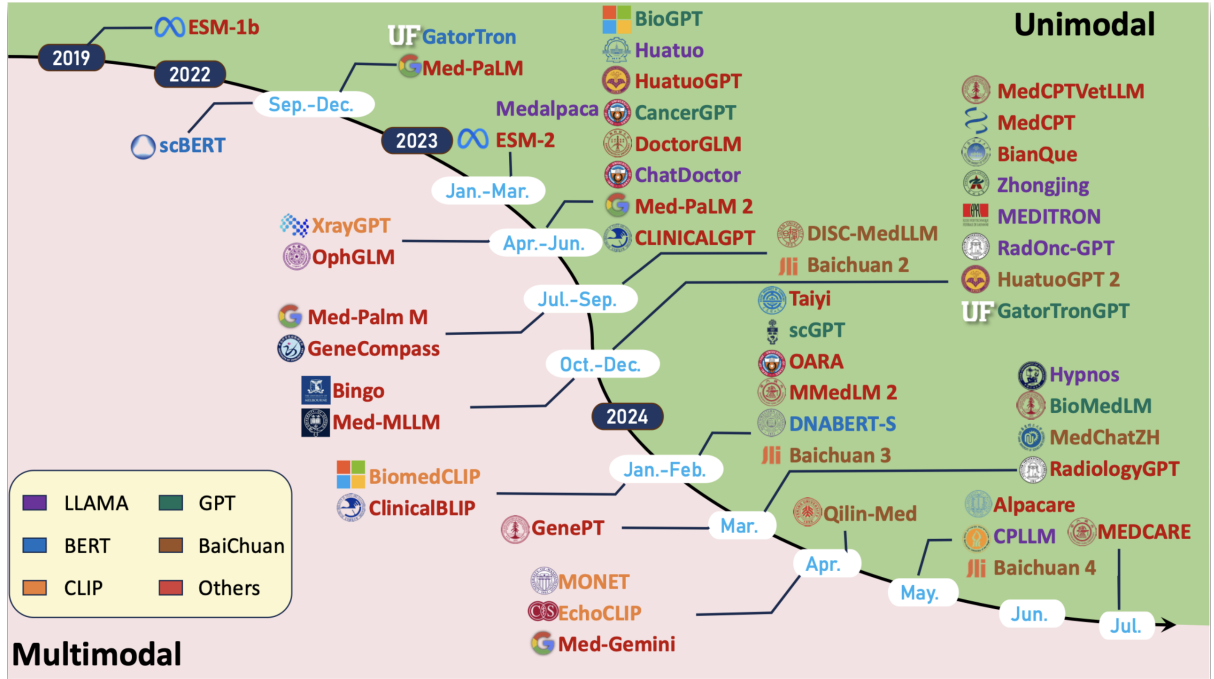 Unimodal
2019
ESM-1b
2022
UF GatorTron
Med-PaLM
Sep.-Dec.
scBERT
2023
Medalpaca
ESM-2
Jan.-Mar.
BioGPT
Huatuo
HuatuoGPT
CancerGPT
DoctorGLM
ChatDoctor
Med-PaLM 2
CLINICALGPT
XrayGPT
OphGLM
Apr.-Jun.
DISC-MedLLM
Baichuan 2
Jul.-Sep.
Med-Palm M
GeneCompass
MedCPTVetLLM
MedCPT
BianQue
Zhongjing
MEDITRON
RadOnc-GPT
HuatuoGPT 2
UF GatorTronGPT
Oct.-Dec.
Bingo
Med-MLLM
2024
Taiyi
scGPT
OARA
MMedLM 2
DNABERT-S
Baichuan 3
Jan.-Feb.
BiomedCLIP
ClinicalBLIP
Hypnos
BioMedLM
MedChatZH
RadiologyGPT
Mar.
GenePT
Qilin-Med
Apr.
MONET
CS EchoCLIP
Med-Gemini
Alpacare
CPLLM
Baichuan 4
May.
Jun.
MEDCARE
Jul.
LLAMA
GPT
BERT
BaiChuan
CLIP
Others
Multimodal